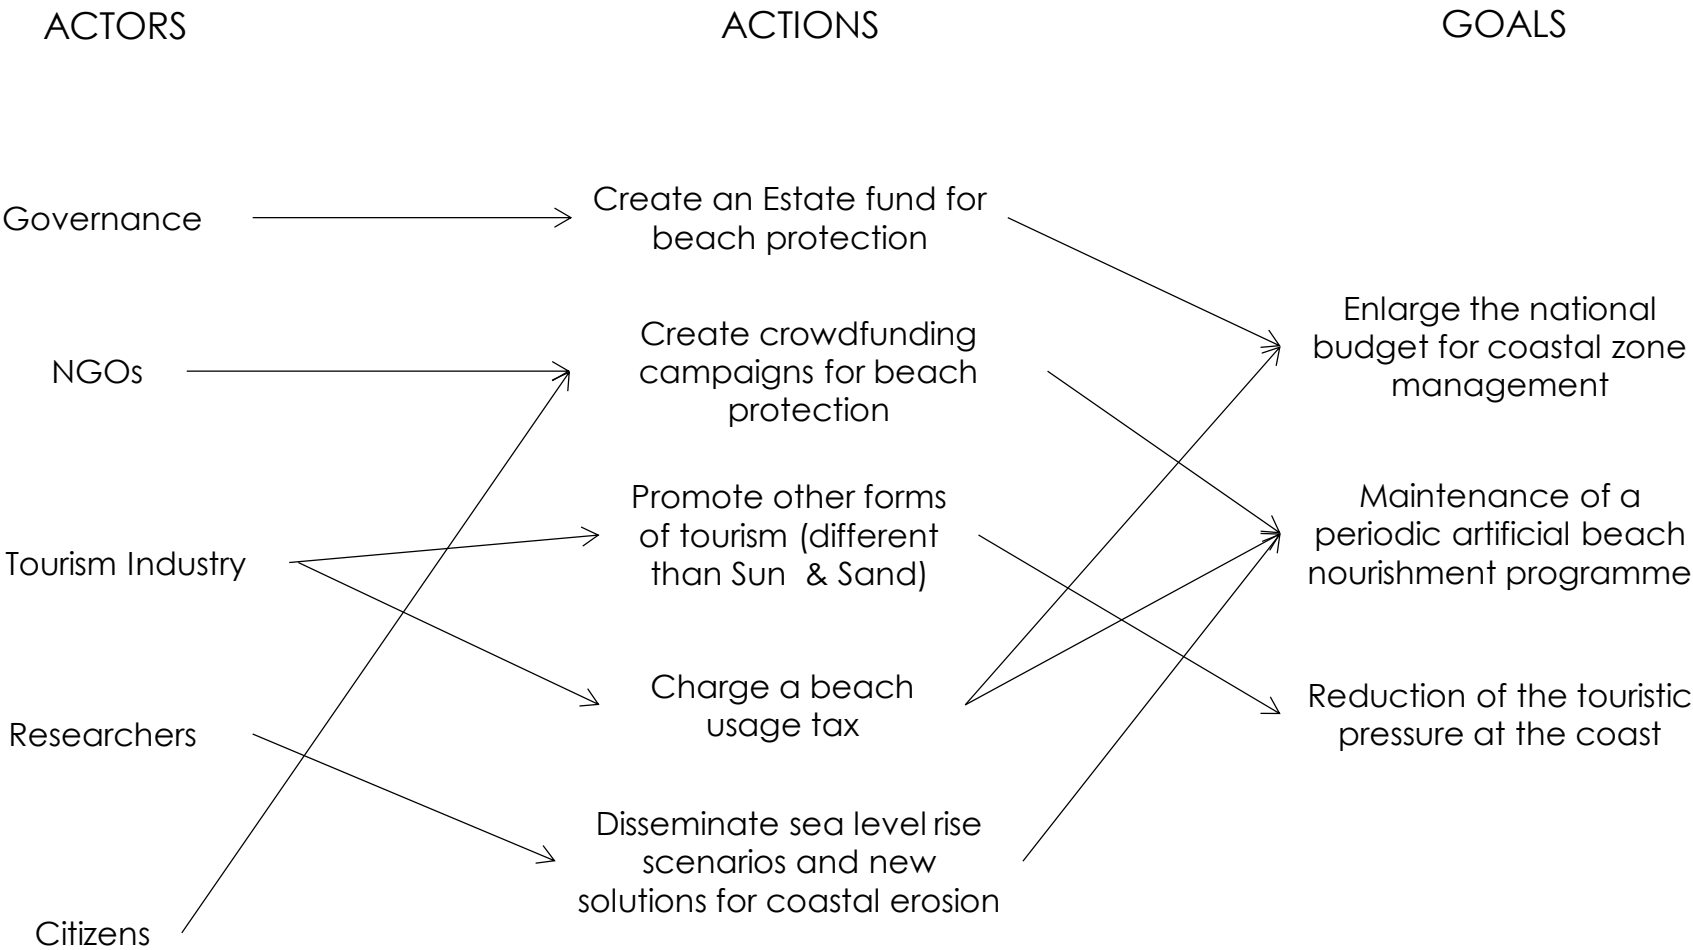 ACTORS
ACTIONS
GOALS
Governance
NGOs
Tourism Industry
Researchers
Citizens
Create an Estate fund for
beach protection
Create crowdfunding
campaigns for beach
protection
Promote other forms
of tourism (different
than Sun & Sand)
Charge a beach
usage tax
Disseminate sea level rise
scenarios and new
solutions for coastal erosion
Enlarge the national
budget for coastal zone
management
Maintenance of a
periodic artificial beach
nourishment programme
Reduction of the touristic
pressure at the coast